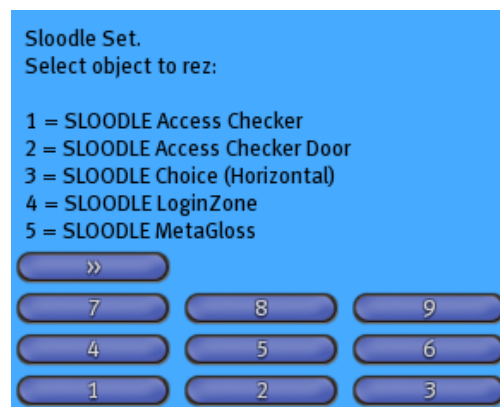 Sloodle Set.
Select object to rez:
1 = SLOODLE Access Checker
2 = SLOODLE Access Checker Door
3 = SLOODLE Choice (Horizontal)
4 = SLOODLE LoginZone
5 = SLOODLE MetaGloss
»
7 8 9
4 5 6
1 2 3